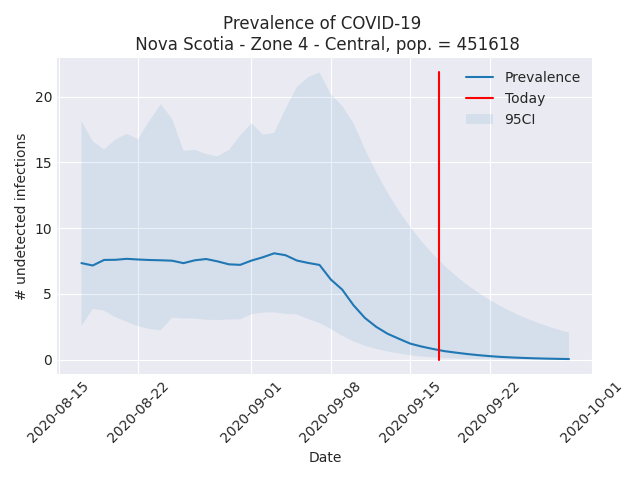 Prevalence of COVID-19
Nova Scotia - Zone 4 - Central, pop. = 451618
Prevalence
Today
95CI
# undetected infections
20
15
10
5
0
2020-08-15
2020-08-22
2020-09-01
2020-09-08
2020-09-15
2020-09-22
2020-10-01
Date